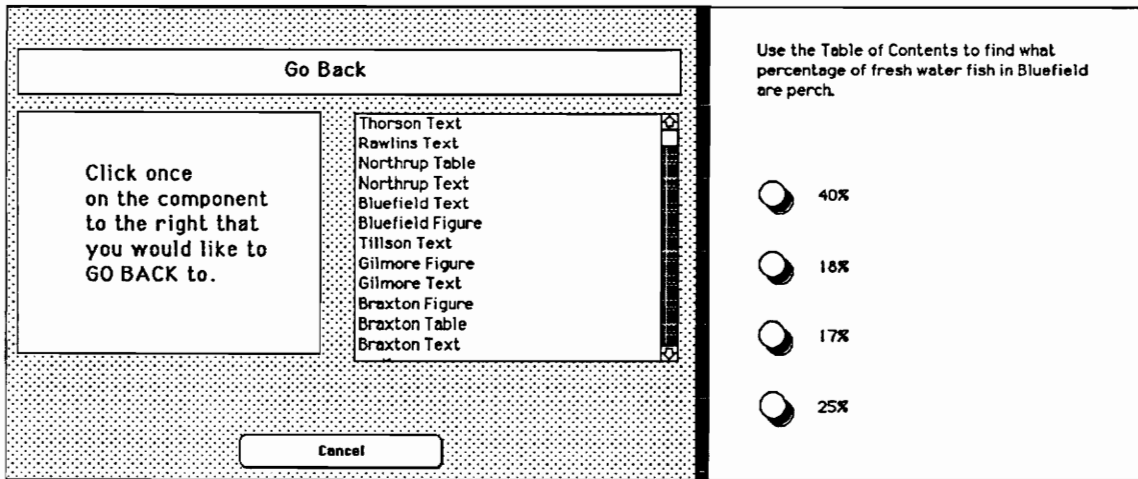 Go Back
Click once
on the component
to the right that
you would like to
GO BACK to.
Thorson Text
Rawlins Text
Northrup Table
Northrup Text
Bluefield Text
Bluefield Figure
Tillson Text
Gilmore Figure
Gilmore Text
Braxton Figure
Braxton Table
Braxton Text
Cancel
Use the Table of Contents to find what
percentage of fresh water fish in Bluefield
are perch.
40%
18%
17%
25%